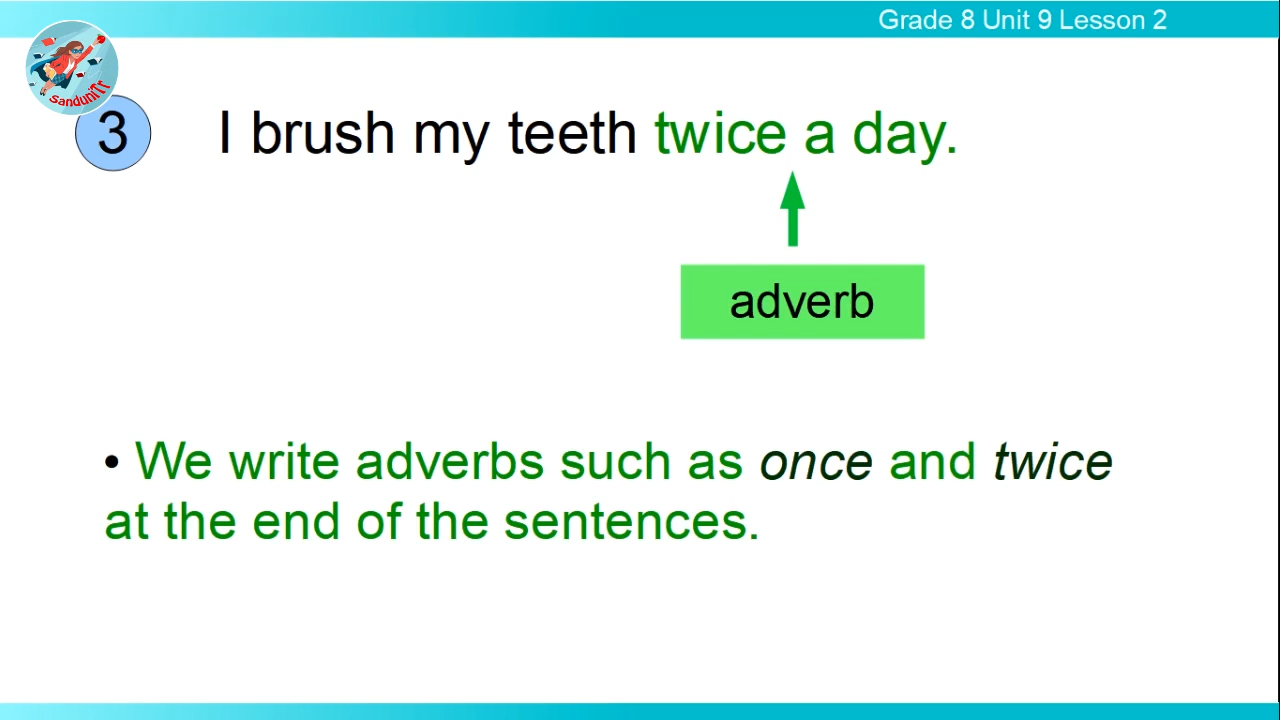 Grade 8 Unit 9 Lesson 2
SanduniTr
3 I brush my teeth twice a day.
adverb
• We write adverbs such as once and twice
at the end of the sentences.